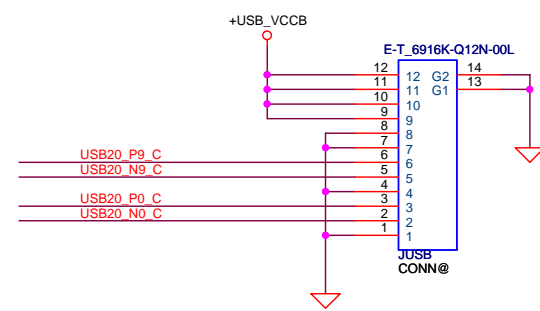 +USB_VCCB
E-T_6916K-Q12N-00L
12 12 G2 14
11 11 G1 13
10 10
9 9
8 8
7 7
USB20_P9_C 6 6
USB20_N9_C 5 5
4 4
USB20_P0_C 3 3
USB20_N0_C 2 2
1 1
JUSB
CONN@